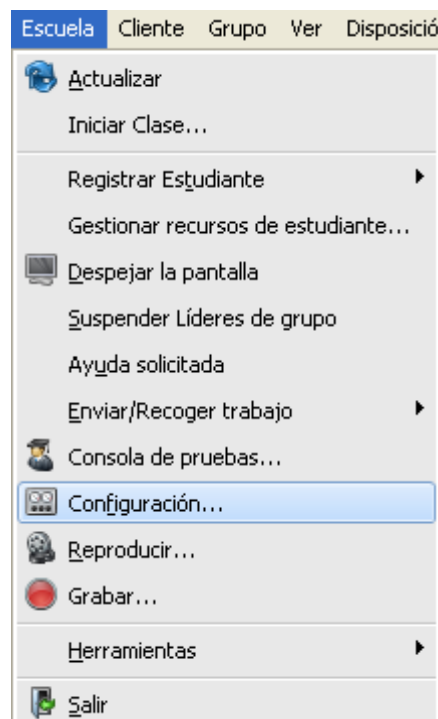 Escuela Cliente Grupo Ver Disposició
Actualizar
Iniciar Clase...
Registrar Estudiante
Gestionar recursos de estudiante...
Despejar la pantalla
Suspender Líderes de grupo
Ayuda solicitada
Enviar/Recoger trabajo
Consola de pruebas...
Configuración...
Reproducir...
Grabar...
Herramientas
Salir